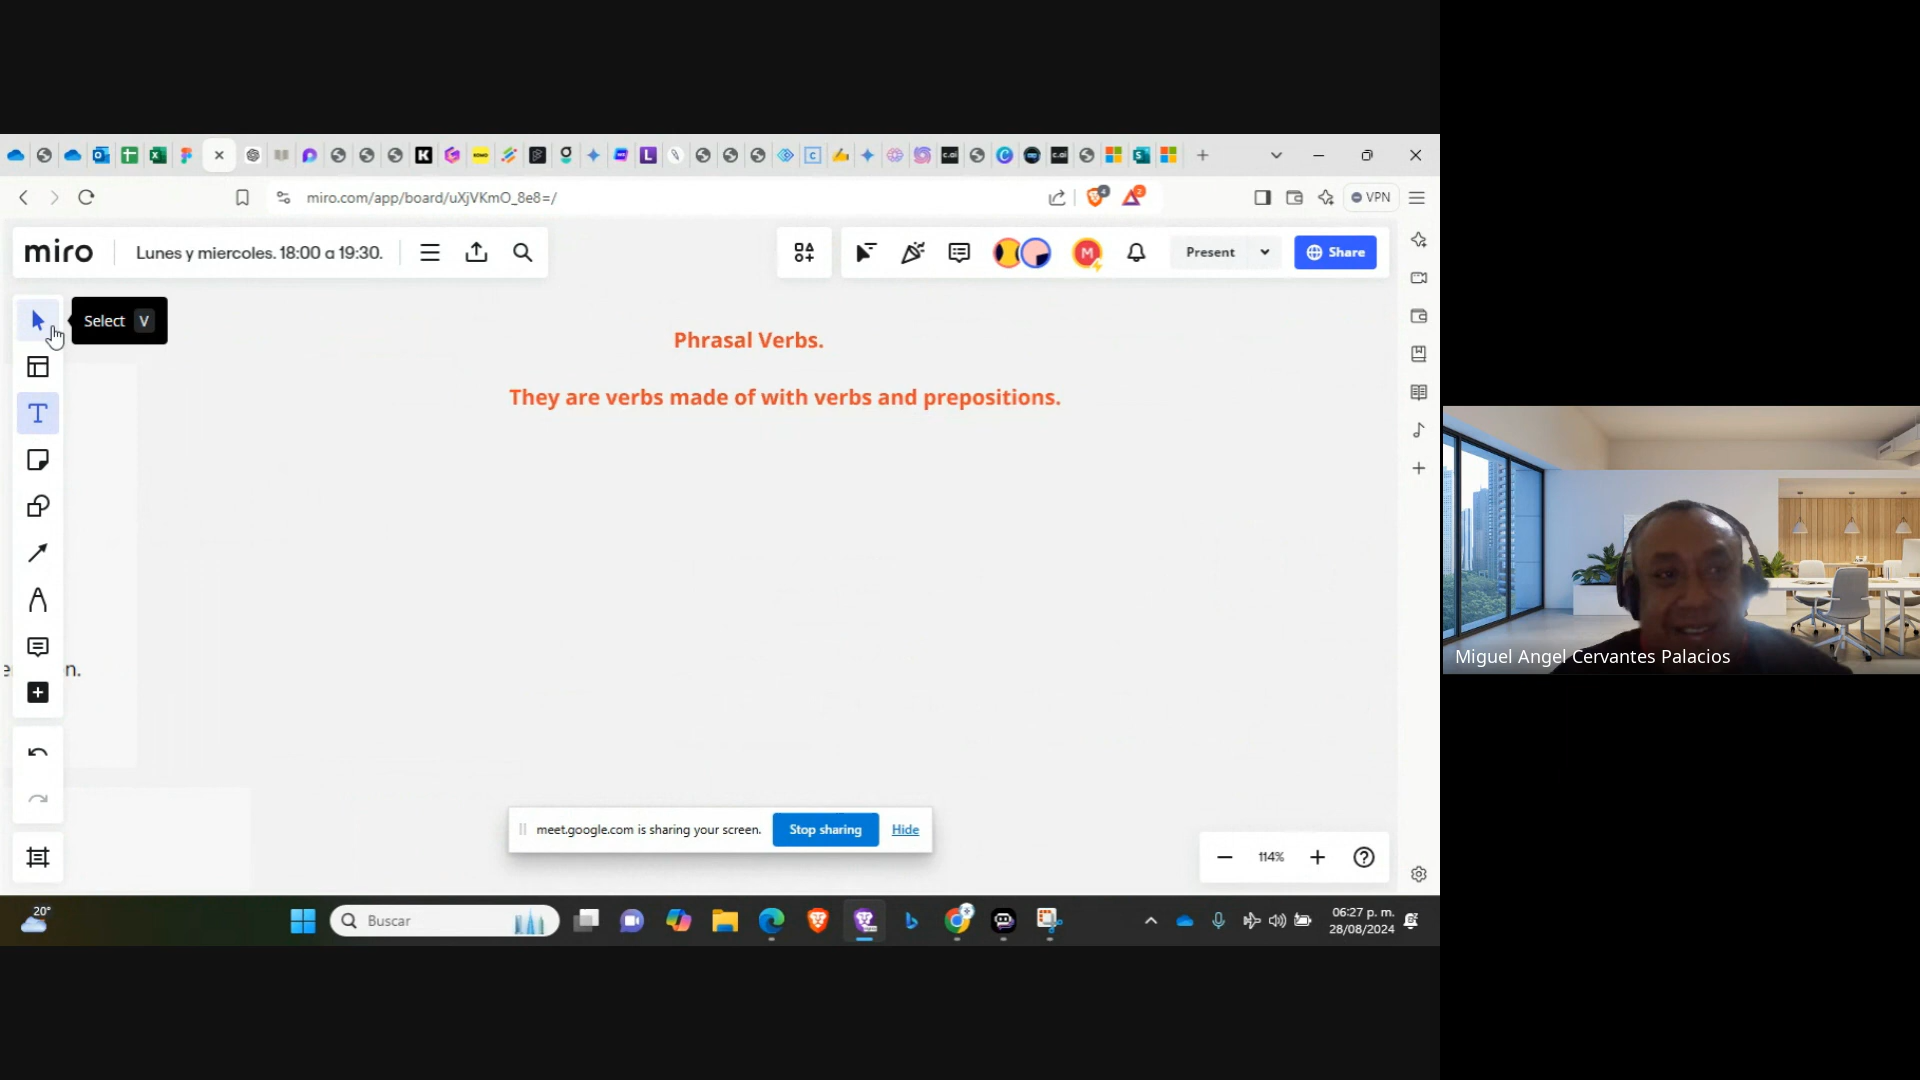 miro.com/app/board/uXjVKmO_8e8=/
VPN
miro
Lunes y miercoles. 18:00 a 19:30.
M
Present
Share
Select V
Phrasal Verbs.
They are verbs made of with verbs and prepositions.
n.
meet.google.com is sharing your screen.
Stop sharing
Hide
114%
20°
Buscar
06:27 p. m.
28/08/2024
Miguel Angel Cervantes Palacios